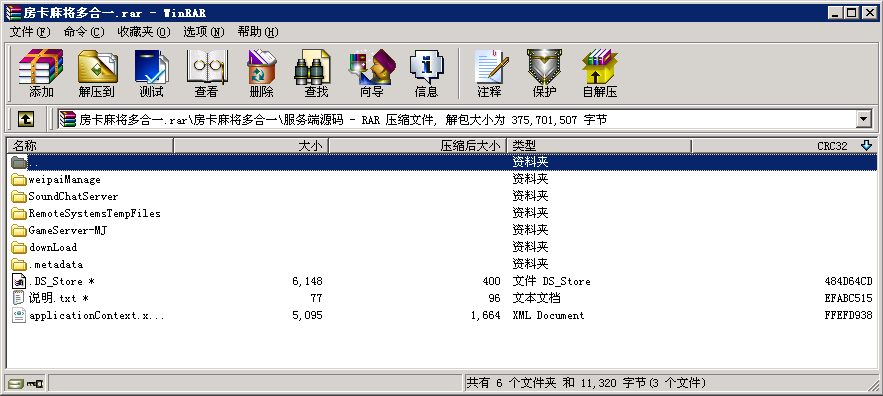 房卡麻将多合一.rar - WinRAR
文件(F) 命令(C) 收藏夹(O) 选项(N) 帮助(H)
添加 解压到 测试 查看 删除 查找 向导 信息 注释 保护 自解压
房卡麻将多合一.rar\房卡麻将多合一\服务端源码 - RAR 压缩文件, 解包大小为 375,701,507 字节
名称 大小 压缩后大小 类型 CRC32
.. 资料夹
weipaiManage 资料夹
SoundChatServer 资料夹
RemoteSystemsTempFiles 资料夹
GameServer-MJ 资料夹
downLoad 资料夹
.metadata 资料夹
.DS_Store * 6,148 400 文件 DS_Store 484D64CD
说明.txt * 77 96 文本文档 EFABC515
applicationContext.x... 5,095 1,664 XML Document FFEFD938
共有 6 个文件夹 和 11,320 字节(3 个文件)